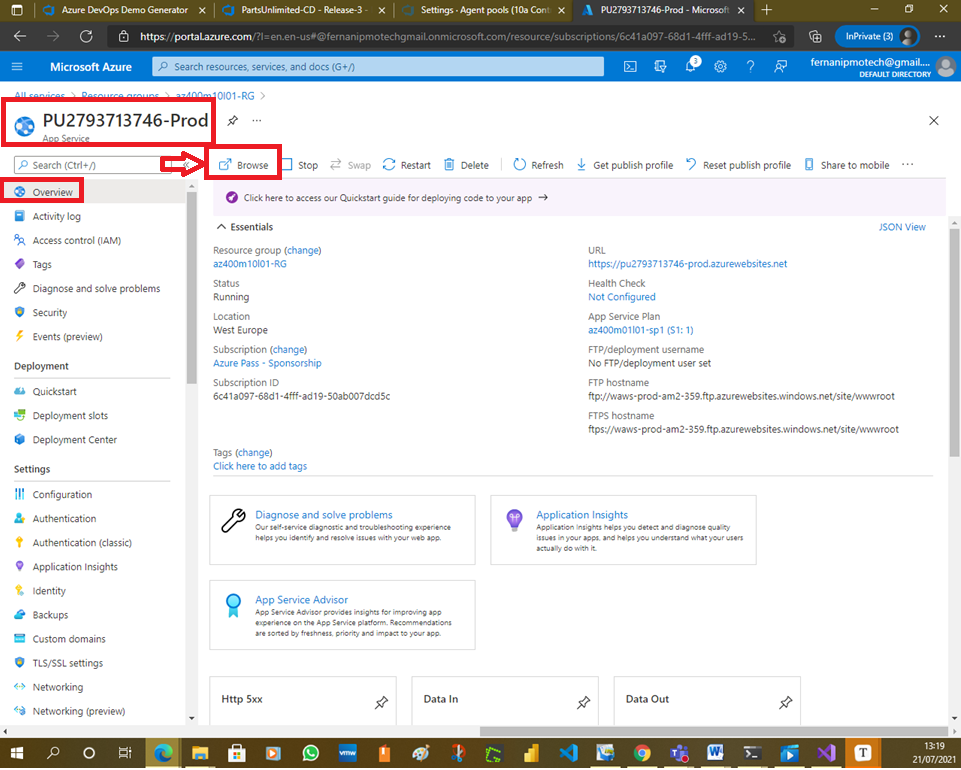 Azure DevOps Demo Generator
PartsUnlimited-CD - Release-3 -
Settings · Agent pools (10a Cont
PU2793713746-Prod - Microsoft
https://portal.azure.com/?l=en.en-us#@fernanipmotechgmail.onmicrosoft.com/resource/subscriptions/6c41a097-68d1-4fff-ad19-5...
InPrivate (3)
Microsoft Azure
Search resources, services, and docs (G+/)
3
fernanipmotech@gmail....
DEFAULT DIRECTORY
All services > Resource groups > az400m10l01-RG >
PU2793713746-Prod
App Service
Search (Ctrl+/)
Browse
Stop
Swap
Restart
Delete
Refresh
Get publish profile
Reset publish profile
Share to mobile
Overview
Activity log
Access control (IAM)
Tags
Diagnose and solve problems
Security
Events (preview)
Deployment
Quickstart
Deployment slots
Deployment Center
Settings
Configuration
Authentication
Authentication (classic)
Application Insights
Identity
Backups
Custom domains
TLS/SSL settings
Networking
Networking (preview)
Click here to access our Quickstart guide for deploying code to your app →
Essentials
JSON View
Resource group (change)
az400m10l01-RG
Status
Running
Location
West Europe
Subscription (change)
Azure Pass - Sponsorship
Subscription ID
6c41a097-68d1-4fff-ad19-50ab007dcd5c
URL
https://pu2793713746-prod.azurewebsites.net
Health Check
Not Configured
App Service Plan
az400m01l01-sp1 (S1: 1)
FTP/deployment username
No FTP/deployment user set
FTP hostname
ftp://waws-prod-am2-359.ftp.azurewebsites.windows.net/site/wwwroot
FTPS hostname
ftps://waws-prod-am2-359.ftp.azurewebsites.windows.net/site/wwwroot
Tags (change)
Click here to add tags
Diagnose and solve problems
Our self-service diagnostic and troubleshooting experience
helps you identify and resolve issues with your web app.
Application Insights
Application Insights helps you detect and diagnose quality
issues in your apps, and helps you understand what your users
actually do with it.
App Service Advisor
App Service Advisor provides insights for improving app
experience on the App Service platform. Recommendations
are sorted by freshness, priority and impact to your app.
Http 5xx
Data In
Data Out
vmw
T
13:19
21/07/2021